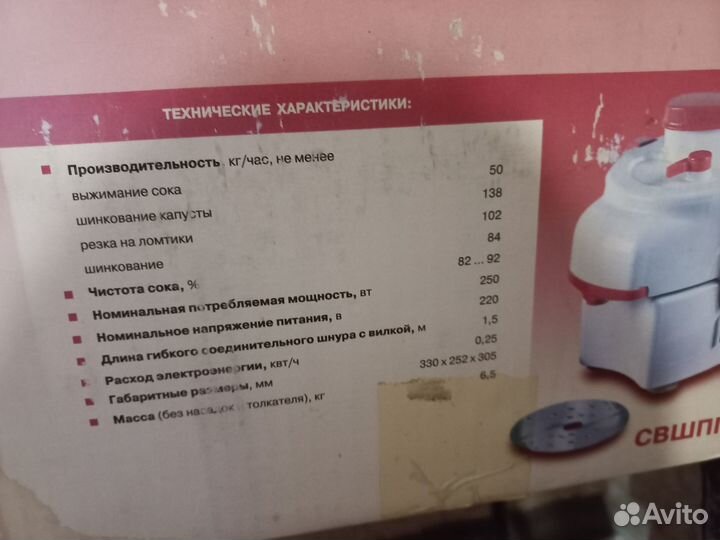 ТЕХНИЧЕСКИЕ ХАРАКТЕРИСТИКИ:
Производительность, кг/час, не менее
выжимание сока 50
шинкование капусты 138
резка на ломтики 102
шинкование 84
Чистота сока, % 82 ... 92
Номинальная потребляемая мощность, вт 250
Номинальное напряжение питания, в 220
Длина гибкого соединительного шнура с вилкой, м 1,5
Расход электроэнергии, квт/ч 0,25
Габаритные размеры, мм 330 x 252 x 305
Масса (без насадок и толкателя), кг 6,5
СВШП
Avito